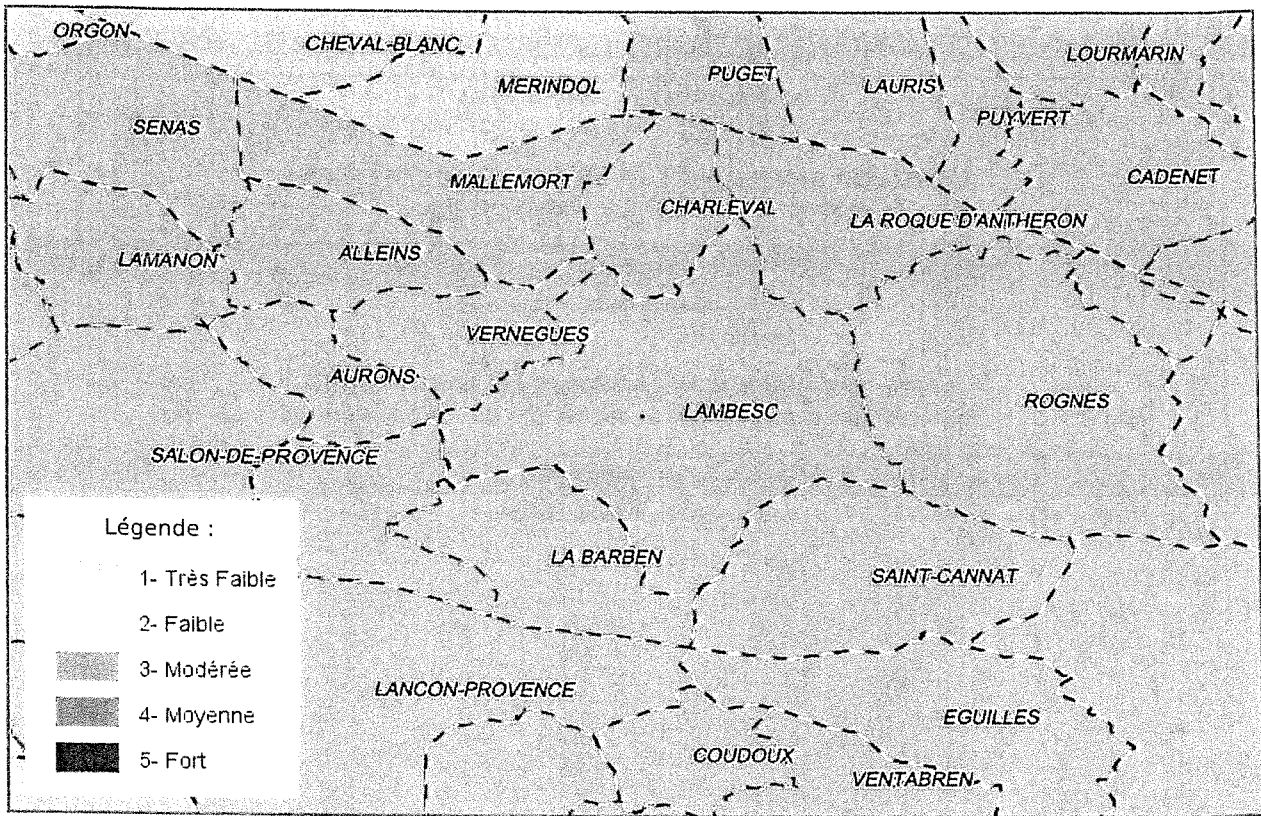 ORGON
CHEVAL-BLANC
LOURMARIN
PUGET
MERINDOL
LAURIS
PUYVERT
SENAS
CADENET
MALLEMORT
CHARLEVAL
LA ROQUE D'ANTHERON
ALLEINS
LAMANON
VERNEGUES
AURONS
ROGNES
LAMBESC
SALON-DE-PROVENCE
LA BARBEN
SAINT-CANNAT
LANCON-PROVENCE
EGUILLES
COUDOUX
VENTABREN
Légende :
1- Très Faible
2- Faible
3- Modérée
4- Moyenne
5- Fort